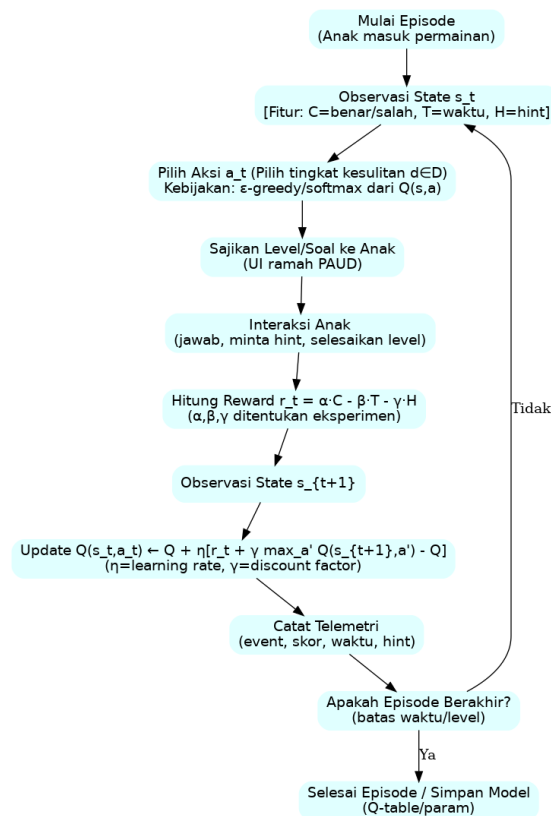 Mulai Episode
(Anak masuk permainan)
Observasi State s_t
[Fitur: C=benar/salah, T=waktu, H=hint]
Pilih Aksi a_t (Pilih tingkat kesulitan d∈D)
Kebijakan: ε-greedy/softmax dari Q(s,a)
Sajikan Level/Soal ke Anak
(UI ramah PAUD)
Interaksi Anak
(jawab, minta hint, selesaikan level)
Hitung Reward r_t = α·C - β·T - γ·H
(α,β,γ ditentukan eksperimen)
Tidak
Observasi State s_{t+1}
Update Q(s_t,a_t) ← Q + η[r_t + γ max_a' Q(s_{t+1},a') - Q]
(η=learning rate, γ=discount factor)
Catat Telemetri
(event, skor, waktu, hint)
Apakah Episode Berakhir?
(batas waktu/level)
Ya
Selesai Episode / Simpan Model
(Q-table/param)